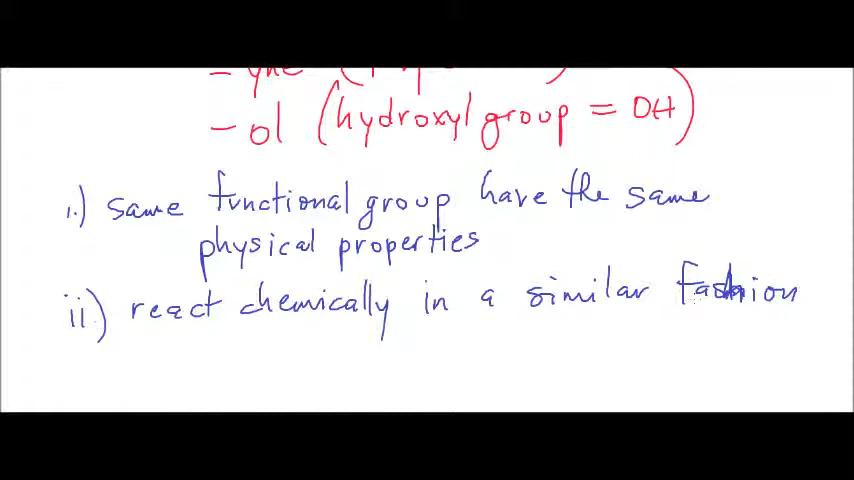 - ol (hydroxyl group = OH)
i.) same functional group have the same
physical properties
ii) react chemically in a similar fashion